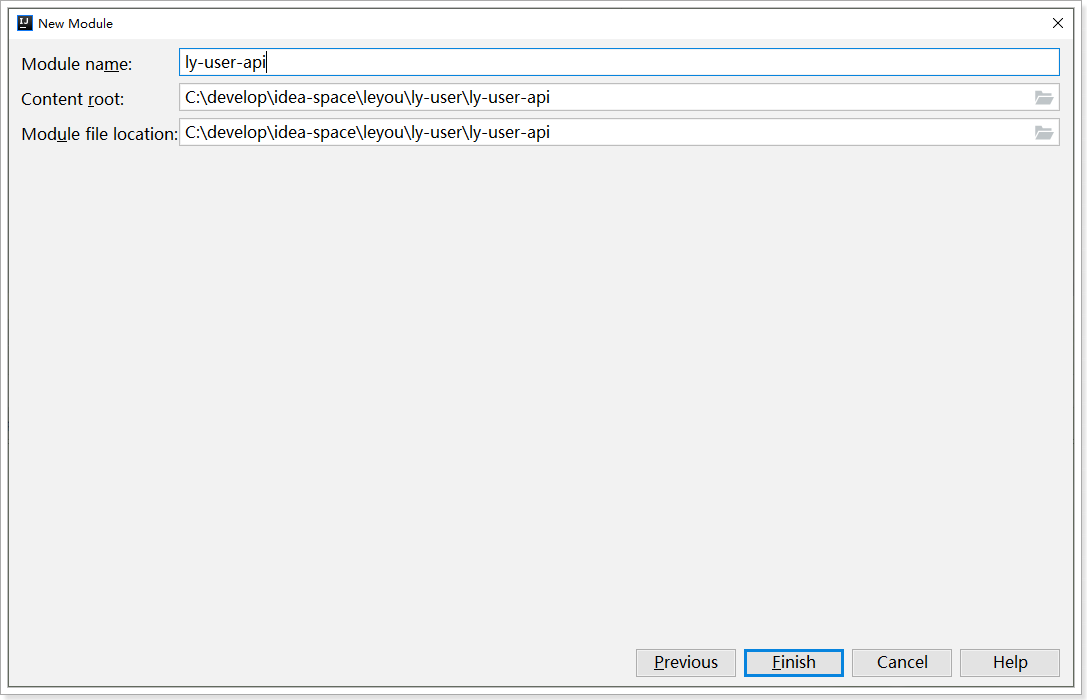 IJ New Module
Module name: ly-user-api
Content root: C:\develop\idea-space\leyou\ly-user\ly-user-api
Module file location: C:\develop\idea-space\leyou\ly-user\ly-user-api
Previous Finish Cancel Help